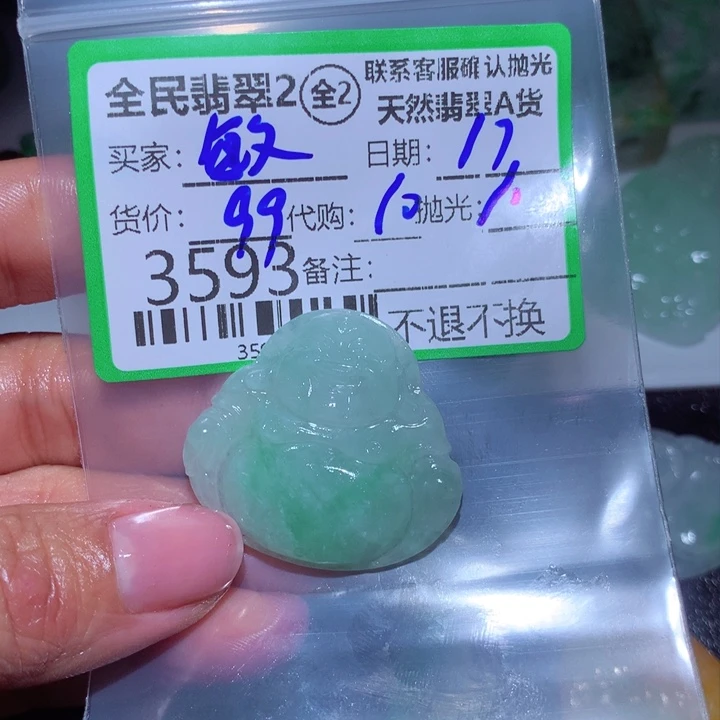 全民翡翠2 全2 联系客服确认抛光
天然翡翠A货
买家：敏 日期：17
货价：99 代购：10 抛光：
3593 备注：
不退不换